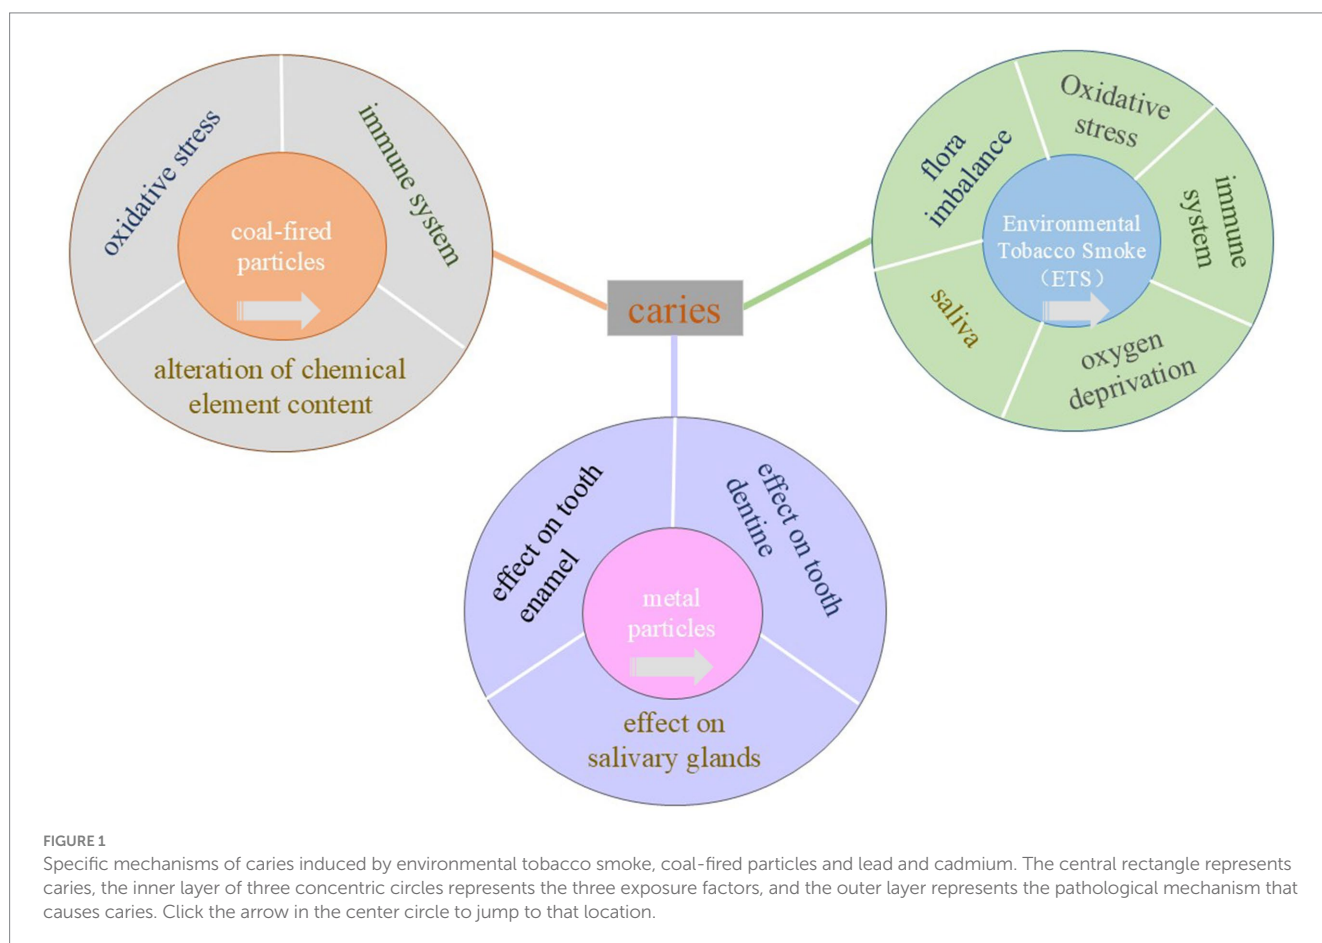 oxidative stress
immune system
coal-fired
particles
alteration of chemical
element content
caries
flora
imbalance
Oxidative
stress
immune
system
Environmental
Tobacco Smoke
（ETS）
saliva
oxygen
deprivation
effect on tooth
enamel
effect on tooth
dentine
metal
particles
effect on
salivary glands
FIGURE 1
Specific mechanisms of caries induced by environmental tobacco smoke, coal-fired particles and lead and cadmium. The central rectangle represents
caries, the inner layer of three concentric circles represents the three exposure factors, and the outer layer represents the pathological mechanism that
causes caries. Click the arrow in the center circle to jump to that location.